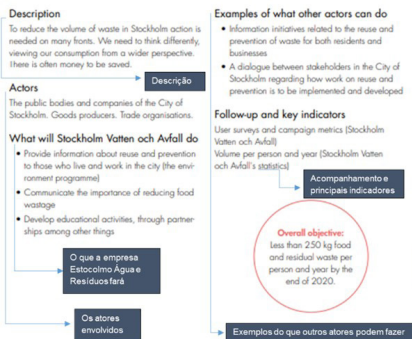 Description
To reduce the volume of waste in Stockholm action is
needed on many fronts. We need to think differently,
viewing our consumption from a wider perspective.
There is often money to be saved.
Descrição
Actors
The public bodies and companies of the City of
Stockholm. Goods producers. Trade organisations.
What will Stockholm Vatten och Avfall do
• Provide information about reuse and prevention
to those who live and work in the city (the envi-
ronment programme)
• Communicate the importance of reducing food
wastage
• Develop educational activities, through partner-
ships among other things
O que a empresa
Estocolmo Água e
Resíduos fará
Os atores
envolvidos
Examples of what other actors can do
• Information initiatives related to the reuse and
prevention of waste for both residents and
businesses
• A dialogue between stakeholders in the City of
Stockholm regarding how work on reuse and
prevention is to be implemented and developed
Follow-up and key indicators
User surveys and campaign metrics (Stockholm
Vatten och Avfall)
Volume per person and year (Stockholm Vatten
och Avfall's statistics)
Acompanhamento e
principais indicadores
Overall objective:
Less than 250 kg food
and residual waste per
person and year by the
end of 2020.
Exemplos do que outros atores podem fazer